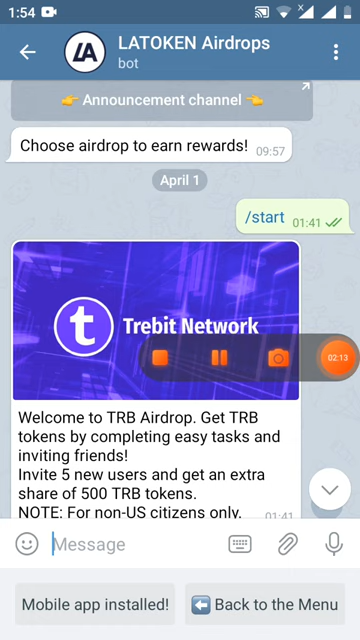 1:54
LATOKEN Airdrops
bot
👉 Announcement channel 👈
Choose airdrop to earn rewards!
09:57
April 1
/start
01:41
LA
t
Trebit Network
02:13
Welcome to TRB Airdrop. Get TRB
tokens by completing easy tasks and
inviting friends!
Invite 5 new users and get an extra
share of 500 TRB tokens.
NOTE: For non-US citizens only.
01:41
Message
Mobile app installed!
⬅️ Back to the Menu